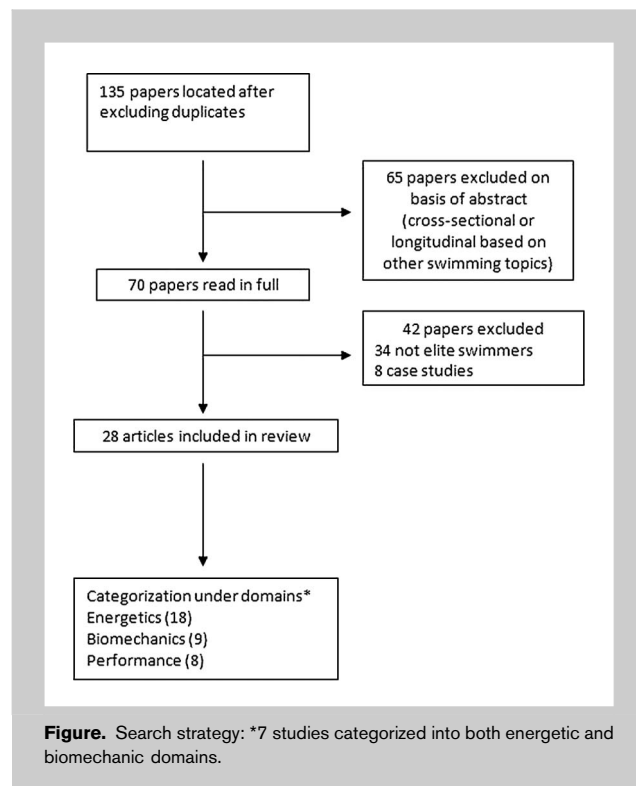 135 papers located after
excluding duplicates
65 papers excluded on
basis of abstract
(cross-sectional or
longitudinal based on
other swimming topics)
70 papers read in full
42 papers excluded
34 not elite swimmers
8 case studies
28 articles included in review
Categorization under domains*
Energetics (18)
Biomechanics (9)
Performance (8)
Figure. Search strategy: *7 studies categorized into both energetic and
biomechanic domains.